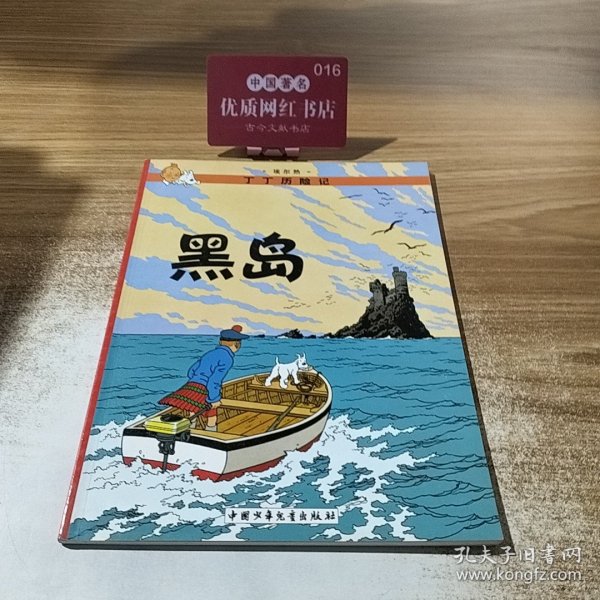 016
中国著名
优质网红书店
古今文献书店
·埃尔热·
丁丁历险记
黑岛
中国少年儿童出版社
孔夫子旧书网
www.kongfz.com